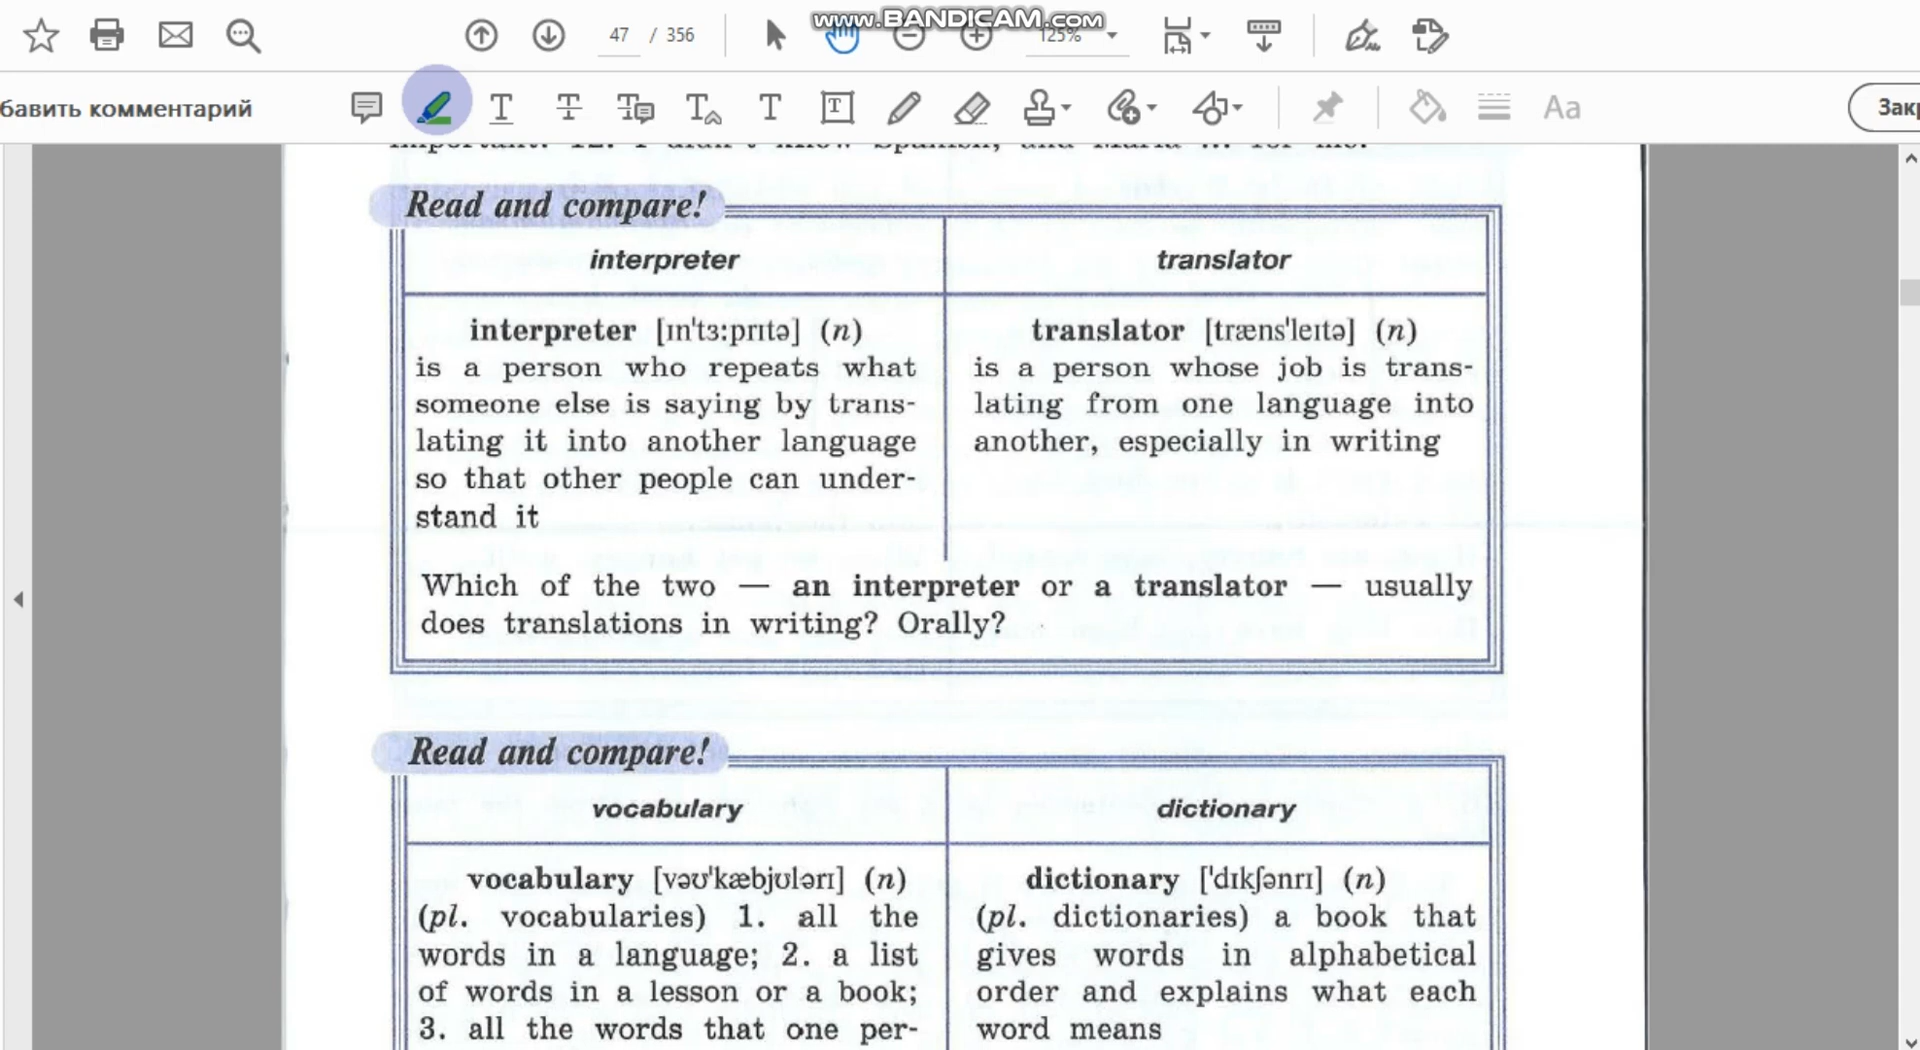 www.BANDICAM.com
47 / 356
125%
бавить комментарий
Aa
Read and compare!
interpreter translator
interpreter [ɪn'tɜ:prɪtə] (n)
is a person who repeats what
someone else is saying by trans-
lating it into another language
so that other people can under-
stand it
translator [træns'leɪtə] (n)
is a person whose job is trans-
lating from one language into
another, especially in writing
Which of the two — an interpreter or a translator — usually
does translations in writing? Orally?
Read and compare!
vocabulary dictionary
vocabulary [vəʊ'kæbjʊlərɪ] (n)
(pl. vocabularies) 1. all the
words in a language; 2. a list
of words in a lesson or a book;
3. all the words that one per-
dictionary ['dɪkʃənrɪ] (n)
(pl. dictionaries) a book that
gives words in alphabetical
order and explains what each
word means